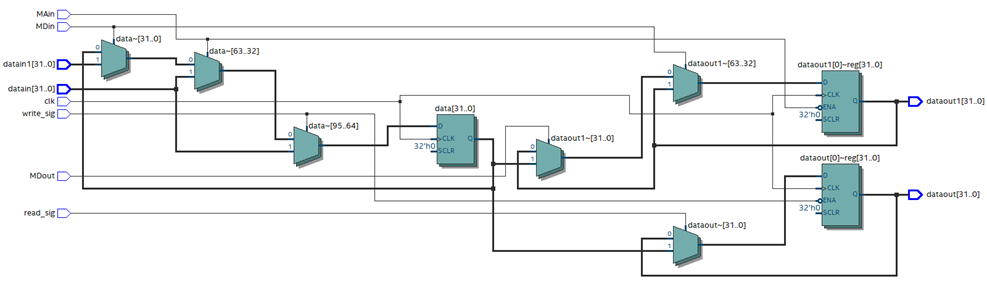 MAin
MDin
datain1[31..0]
datain[31..0]
clk
write_sig
MDout
read_sig
data~[31..0]
0
1
data~[63..32]
0
1
data~[95..64]
0
1
data[31..0]
D
CLK
Q
32'h0
SCLR
dataout1~[31..0]
0
1
dataout1~[63..32]
0
1
dataout~[31..0]
0
1
dataout1[0]~reg[31..0]
D
CLK
Q
ENA
32'h0
SCLR
dataout1[31..0]
dataout[0]~reg[31..0]
D
CLK
Q
ENA
32'h0
SCLR
dataout[31..0]